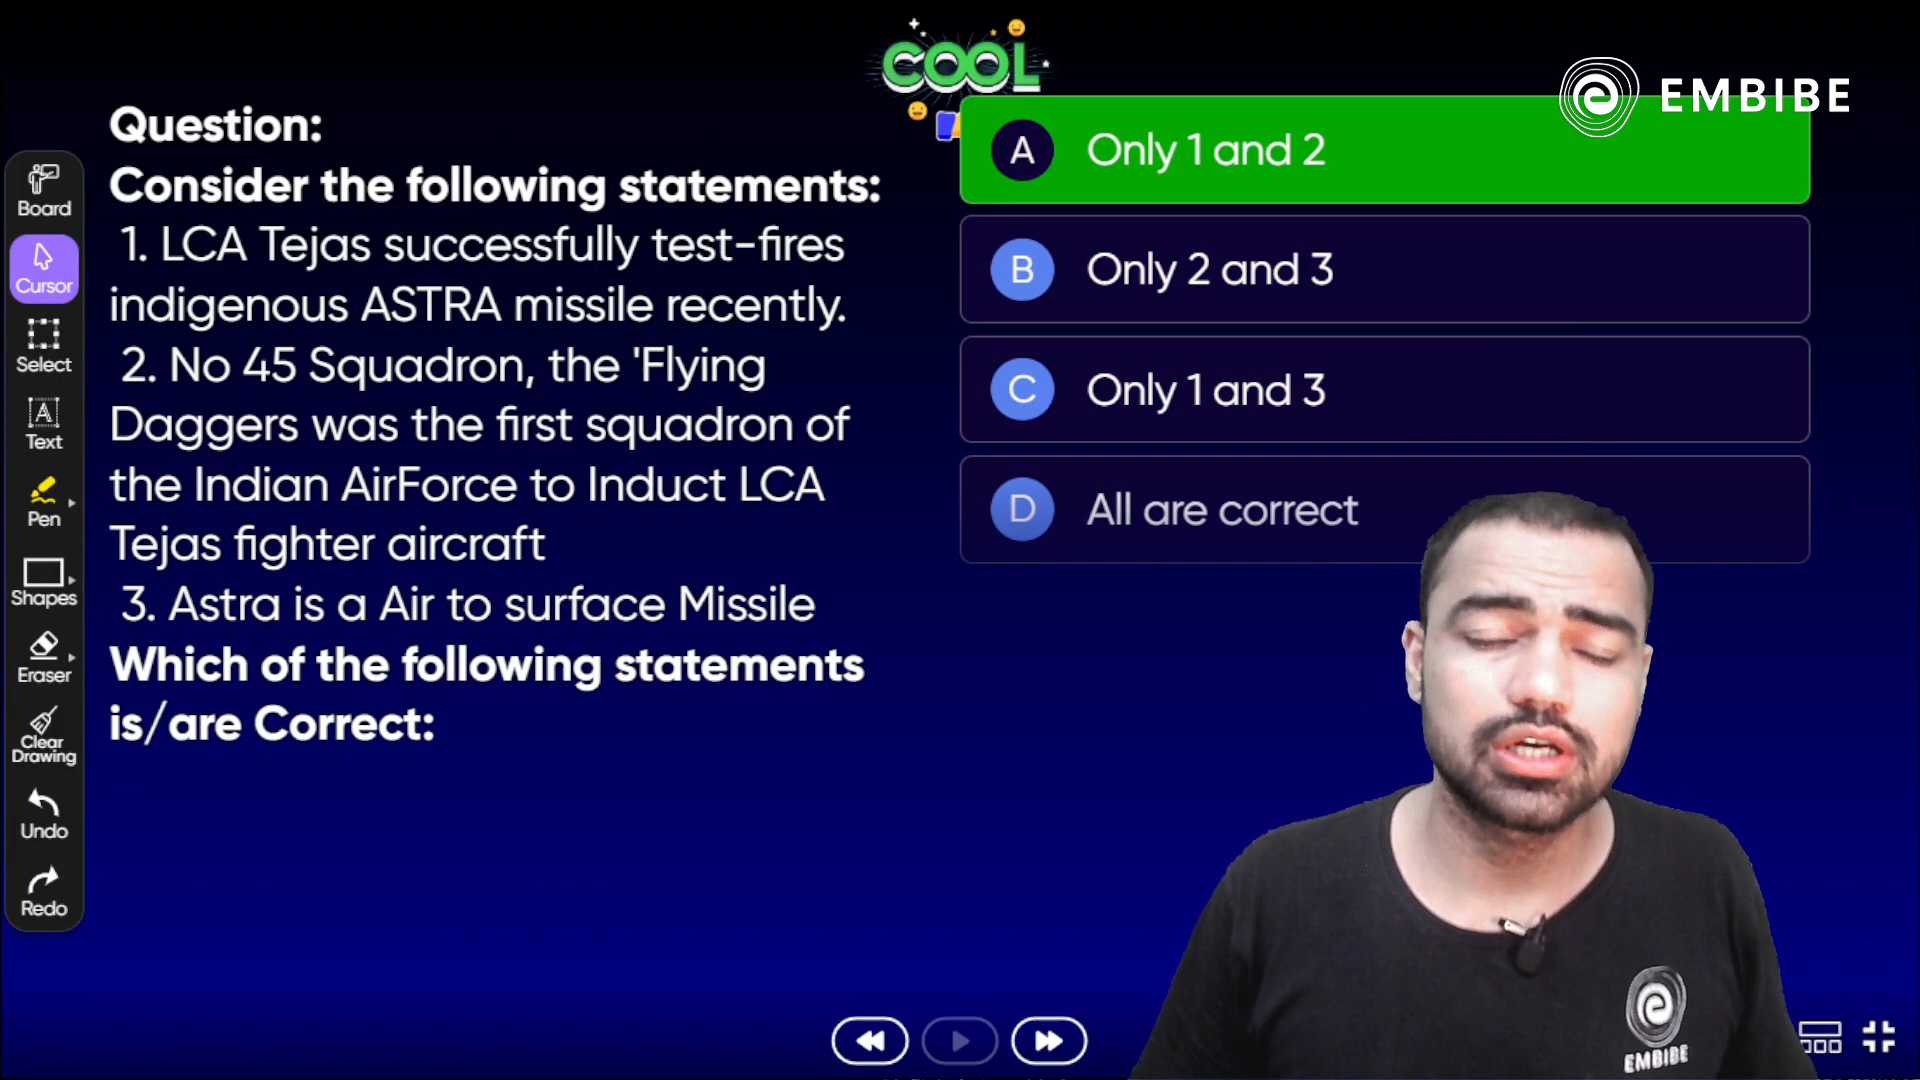 COOL
EMBIBE
Question:
Consider the following statements:
1. LCA Tejas successfully test-fires
indigenous ASTRA missile recently.
2. No 45 Squadron, the 'Flying
Daggers was the first squadron of
the Indian AirForce to Induct LCA
Tejas fighter aircraft
3. Astra is a Air to surface Missile
Which of the following statements
is/are Correct:
A Only 1 and 2
B Only 2 and 3
C Only 1 and 3
D All are correct
Board
Cursor
Select
A
Text
Pen
Shapes
Eraser
Clear
Drawing
Undo
Redo
EMBIBE